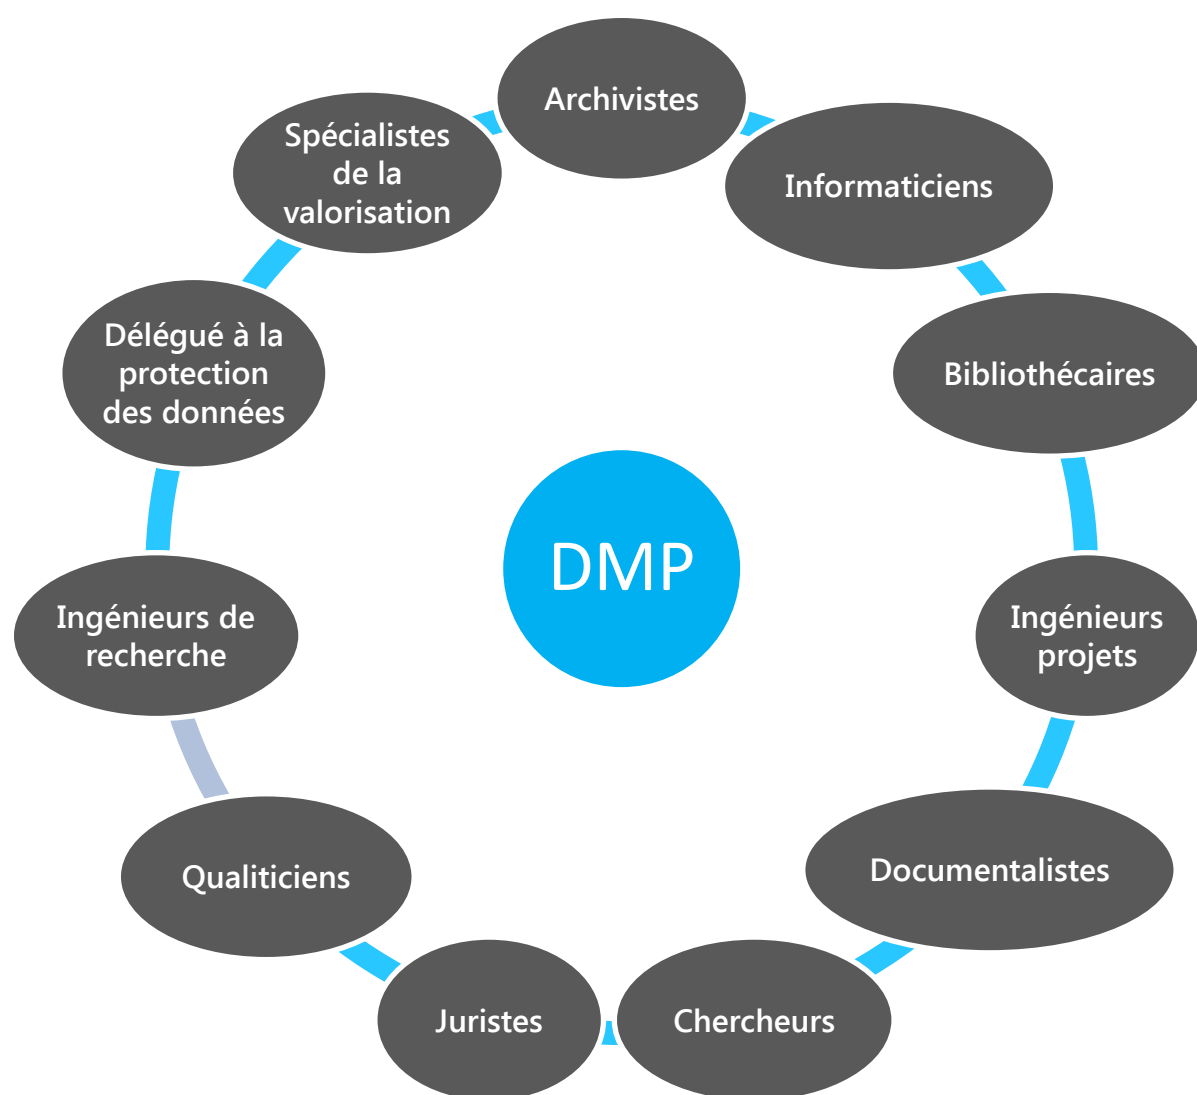 Archivistes
Informaticiens
Bibliothécaires
Ingénieurs
projets
Documentalistes
Chercheurs
Juristes
Qualiticiens
Ingénieurs de
recherche
Délégué à la
protection
des données
Spécialistes
de la
valorisation
DMP